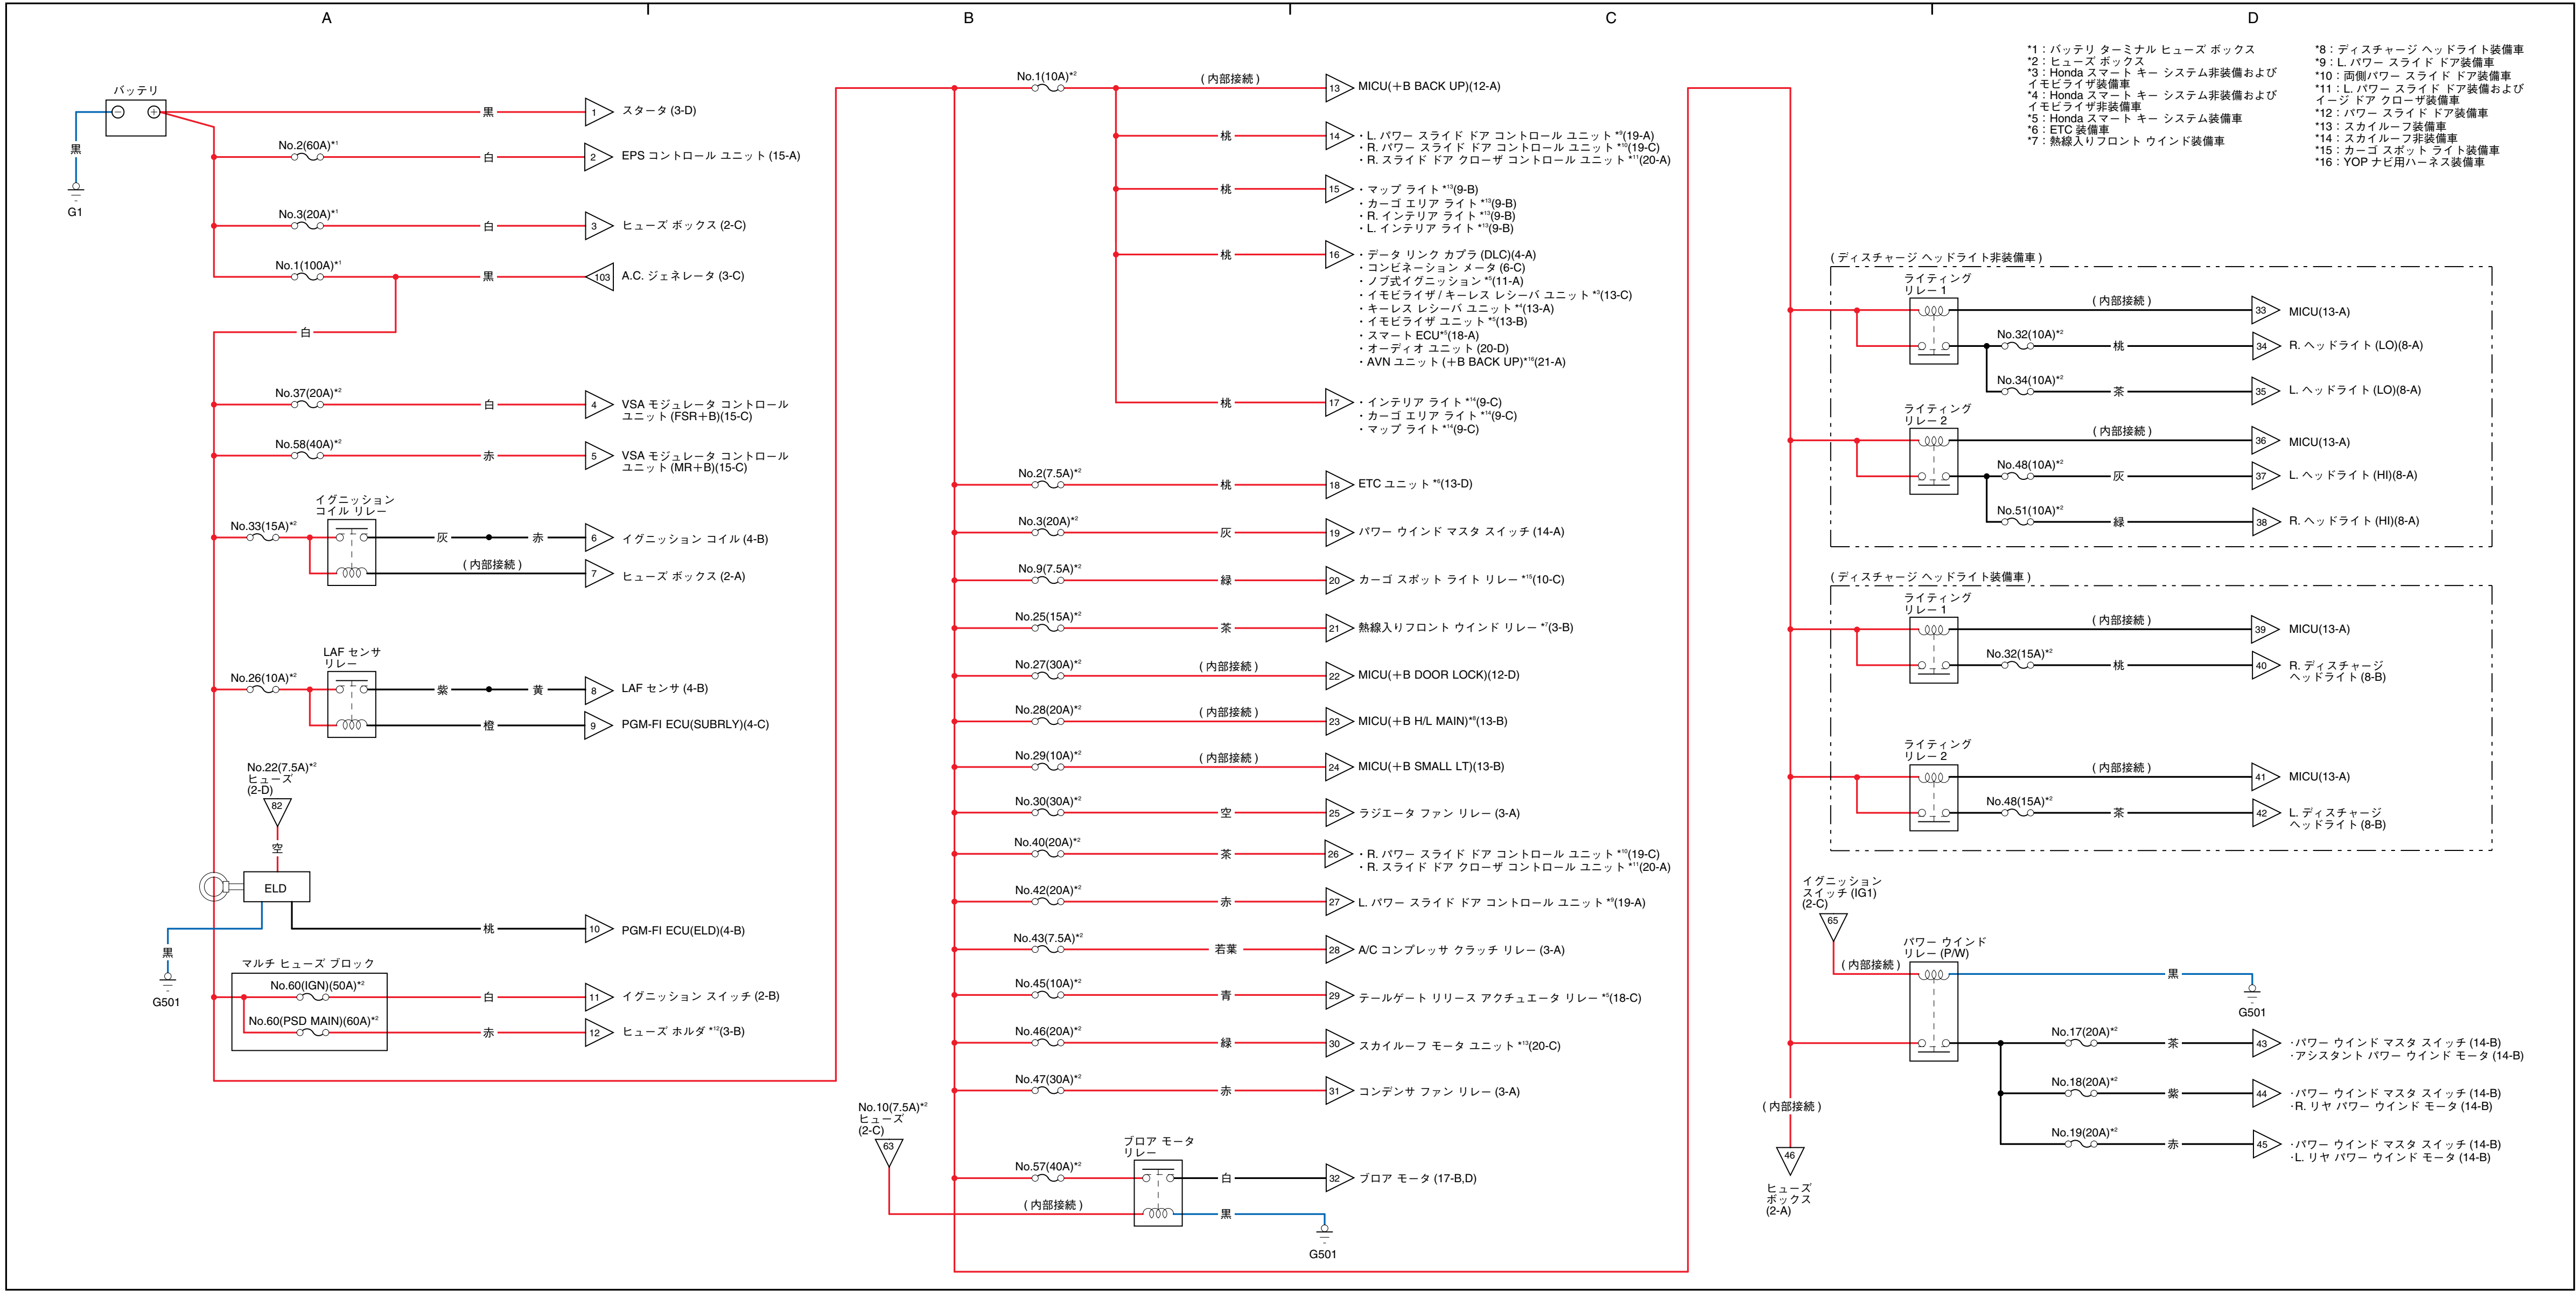 A
B
C
D
バッテリ
黒
G1
黒
1
スタータ (3-D)
No.2(60A)*1
白
2
EPS コントロール ユニット (15-A)
No.3(20A)*1
白
3
ヒューズ ボックス (2-C)
No.1(100A)*1
黒
103
A.C. ジェネレータ (3-C)
白
No.37(20A)*2
白
4
VSA モジュレータ コントロール
ユニット (FSR+B)(15-C)
No.58(40A)*2
赤
5
VSA モジュレータ コントロール
ユニット (MR+B)(15-C)
イグニッション
コイル リレー
No.33(15A)*2
灰
赤
6
イグニッション コイル (4-B)
( 内部接続 )
7
ヒューズ ボックス (2-A)
LAF センサ
リレー
No.26(10A)*2
紫
黄
8
LAF センサ (4-B)
橙
9
PGM-FI ECU(SUBRLY)(4-C)
No.22(7.5A)*2
ヒューズ
(2-D)
82
空
ELD
黒
G501
桃
10
PGM-FI ECU(ELD)(4-B)
マルチ ヒューズ ブロック
No.60(IGN)(50A)*2
白
11
イグニッション スイッチ (2-B)
No.60(PSD MAIN)(60A)*2
赤
12
ヒューズ ホルダ *12(3-B)
No.1(10A)*2
( 内部接続 )
13
MICU(+B BACK UP)(12-A)
桃
14
・L. パワー スライド ドア コントロール ユニット *9(19-A)
・R. パワー スライド ドア コントロール ユニット *10(19-C)
・R. スライド ドア クローザ コントロール ユニット *11(20-A)
桃
15
・マップ ライト *13(9-B)
・カーゴ エリア ライト *13(9-B)
・R. インテリア ライト *13(9-B)
・L. インテリア ライト *13(9-B)
桃
16
・データ リンク カプラ (DLC)(4-A)
・コンビネーション メータ (6-C)
・ノブ式イグニッション *5(11-A)
・イモビライザ / キーレス レシーバ ユニット *3(13-C)
・キーレス レシーバ ユニット *4(13-A)
・イモビライザ ユニット *5(13-B)
・スマート ECU*5(18-A)
・オーディオ ユニット (20-D)
・AVN ユニット (+B BACK UP)*16(21-A)
桃
17
・インテリア ライト *14(9-C)
・カーゴ エリア ライト *14(9-C)
・マップ ライト *14(9-C)
No.2(7.5A)*2
桃
18
ETC ユニット *6(13-D)
No.3(20A)*2
灰
19
パワー ウインド マスタ スイッチ (14-A)
No.9(7.5A)*2
緑
20
カーゴ スポット ライト リレー *15(10-C)
No.25(15A)*2
茶
21
熱線入りフロント ウインド リレー *7(3-B)
No.27(30A)*2
( 内部接続 )
22
MICU(+B DOOR LOCK)(12-D)
No.28(20A)*2
( 内部接続 )
23
MICU(+B H/L MAIN)*8(13-B)
No.29(10A)*2
( 内部接続 )
24
MICU(+B SMALL LT)(13-B)
No.30(30A)*2
空
25
ラジエータ ファン リレー (3-A)
No.40(20A)*2
茶
26
・R. パワー スライド ドア コントロール ユニット *10(19-C)
・R. スライド ドア クローザ コントロール ユニット *11(20-A)
No.42(20A)*2
赤
27
L. パワー スライド ドア コントロール ユニット *9(19-A)
No.43(7.5A)*2
若葉
28
A/C コンプレッサ クラッチ リレー (3-A)
No.45(10A)*2
青
29
テールゲート リリース アクチュエータ リレー *5(18-C)
No.46(20A)*2
緑
30
スカイルーフ モータ ユニット *13(20-C)
No.47(30A)*2
赤
31
コンデンサ ファン リレー (3-A)
No.10(7.5A)*2
ヒューズ
(2-C)
63
ブロア モータ
リレー
No.57(40A)*2
白
32
ブロア モータ (17-B,D)
( 内部接続 )
黒
G501
*1：バッテリ ターミナル ヒューズ ボックス
*2：ヒューズ ボックス
*3：Honda スマート キー システム非装備および
イモビライザ装備車
*4：Honda スマート キー システム非装備および
イモビライザ非装備車
*5：Honda スマート キー システム装備車
*6：ETC 装備車
*7：熱線入りフロント ウインド装備車
*8：ディスチャージ ヘッドライト装備車
*9：L. パワー スライド ドア装備車
*10：両側パワー スライド ドア装備車
*11：L. パワー スライド ドア装備および
イージ ドア クローザ装備車
*12：パワー スライド ドア装備車
*13：スカイルーフ装備車
*14：スカイルーフ非装備車
*15：カーゴ スポット ライト装備車
*16：YOP ナビ用ハーネス装備車
( ディスチャージ ヘッドライト非装備車 )
ライティング
リレー 1
( 内部接続 )
33
MICU(13-A)
No.32(10A)*2
桃
34
R. ヘッドライト (LO)(8-A)
No.34(10A)*2
茶
35
L. ヘッドライト (LO)(8-A)
ライティング
リレー 2
( 内部接続 )
36
MICU(13-A)
No.48(10A)*2
灰
37
L. ヘッドライト (HI)(8-A)
No.51(10A)*2
緑
38
R. ヘッドライト (HI)(8-A)
( ディスチャージ ヘッドライト装備車 )
ライティング
リレー 1
( 内部接続 )
39
MICU(13-A)
No.32(15A)*2
桃
40
R. ディスチャージ
ヘッドライト (8-B)
ライティング
リレー 2
( 内部接続 )
41
MICU(13-A)
No.48(15A)*2
茶
42
L. ディスチャージ
ヘッドライト (8-B)
イグニッション
スイッチ (IG1)
(2-C)
65
( 内部接続 )
パワー ウインド
リレー (P/W)
黒
G501
No.17(20A)*2
茶
43
・パワー ウインド マスタ スイッチ (14-B)
・アシスタント パワー ウインド モータ (14-B)
No.18(20A)*2
紫
44
・パワー ウインド マスタ スイッチ (14-B)
・R. リヤ パワー ウインド モータ (14-B)
No.19(20A)*2
赤
45
・パワー ウインド マスタ スイッチ (14-B)
・L. リヤ パワー ウインド モータ (14-B)
( 内部接続 )
46
ヒューズ
ボックス
(2-A)